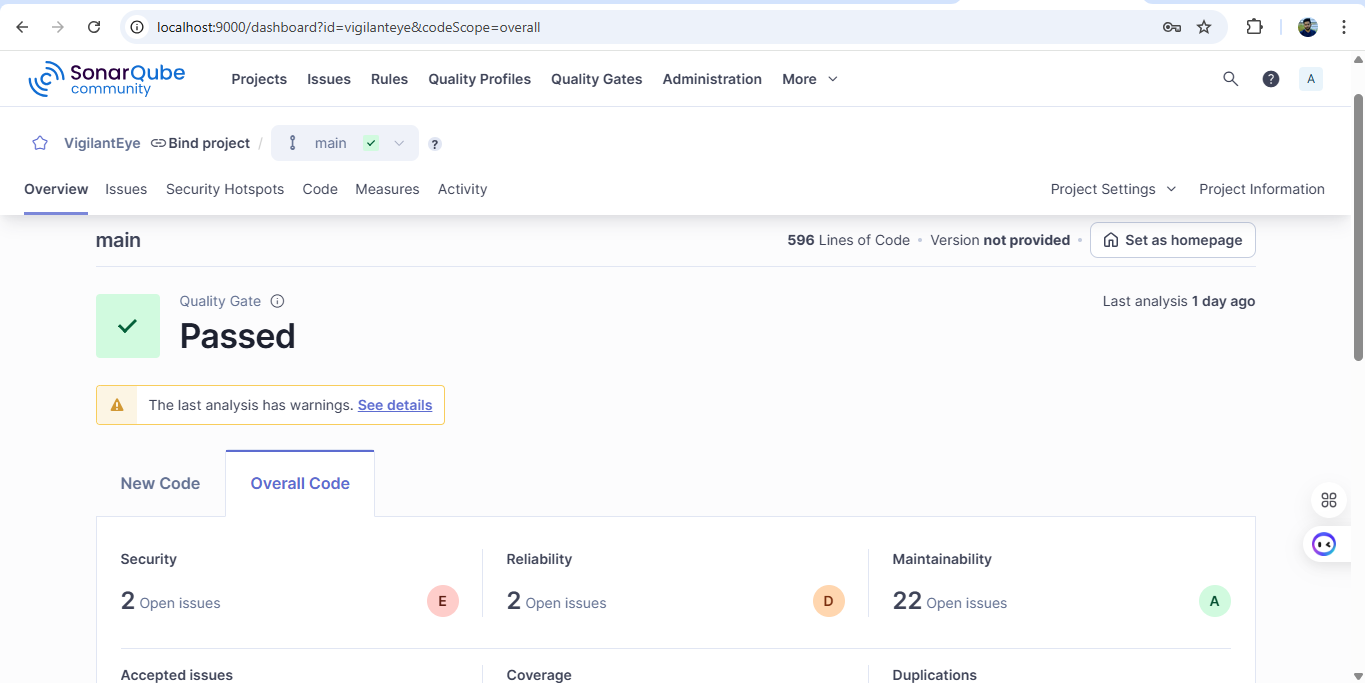 localhost:9000/dashboard?id=vigilanteye&codeScope=overall
SonarQube community Projects Issues Rules Quality Profiles Quality Gates Administration More ? A
VigilantEye Bind project / main ?
Overview Issues Security Hotspots Code Measures Activity Project Settings Project Information
main 596 Lines of Code • Version not provided • Set as homepage
Quality Gate Last analysis 1 day ago
Passed
The last analysis has warnings. See details
New Code Overall Code
Security Reliability Maintainability
2 Open issues E 2 Open issues D 22 Open issues A
Accepted issues Coverage Duplications